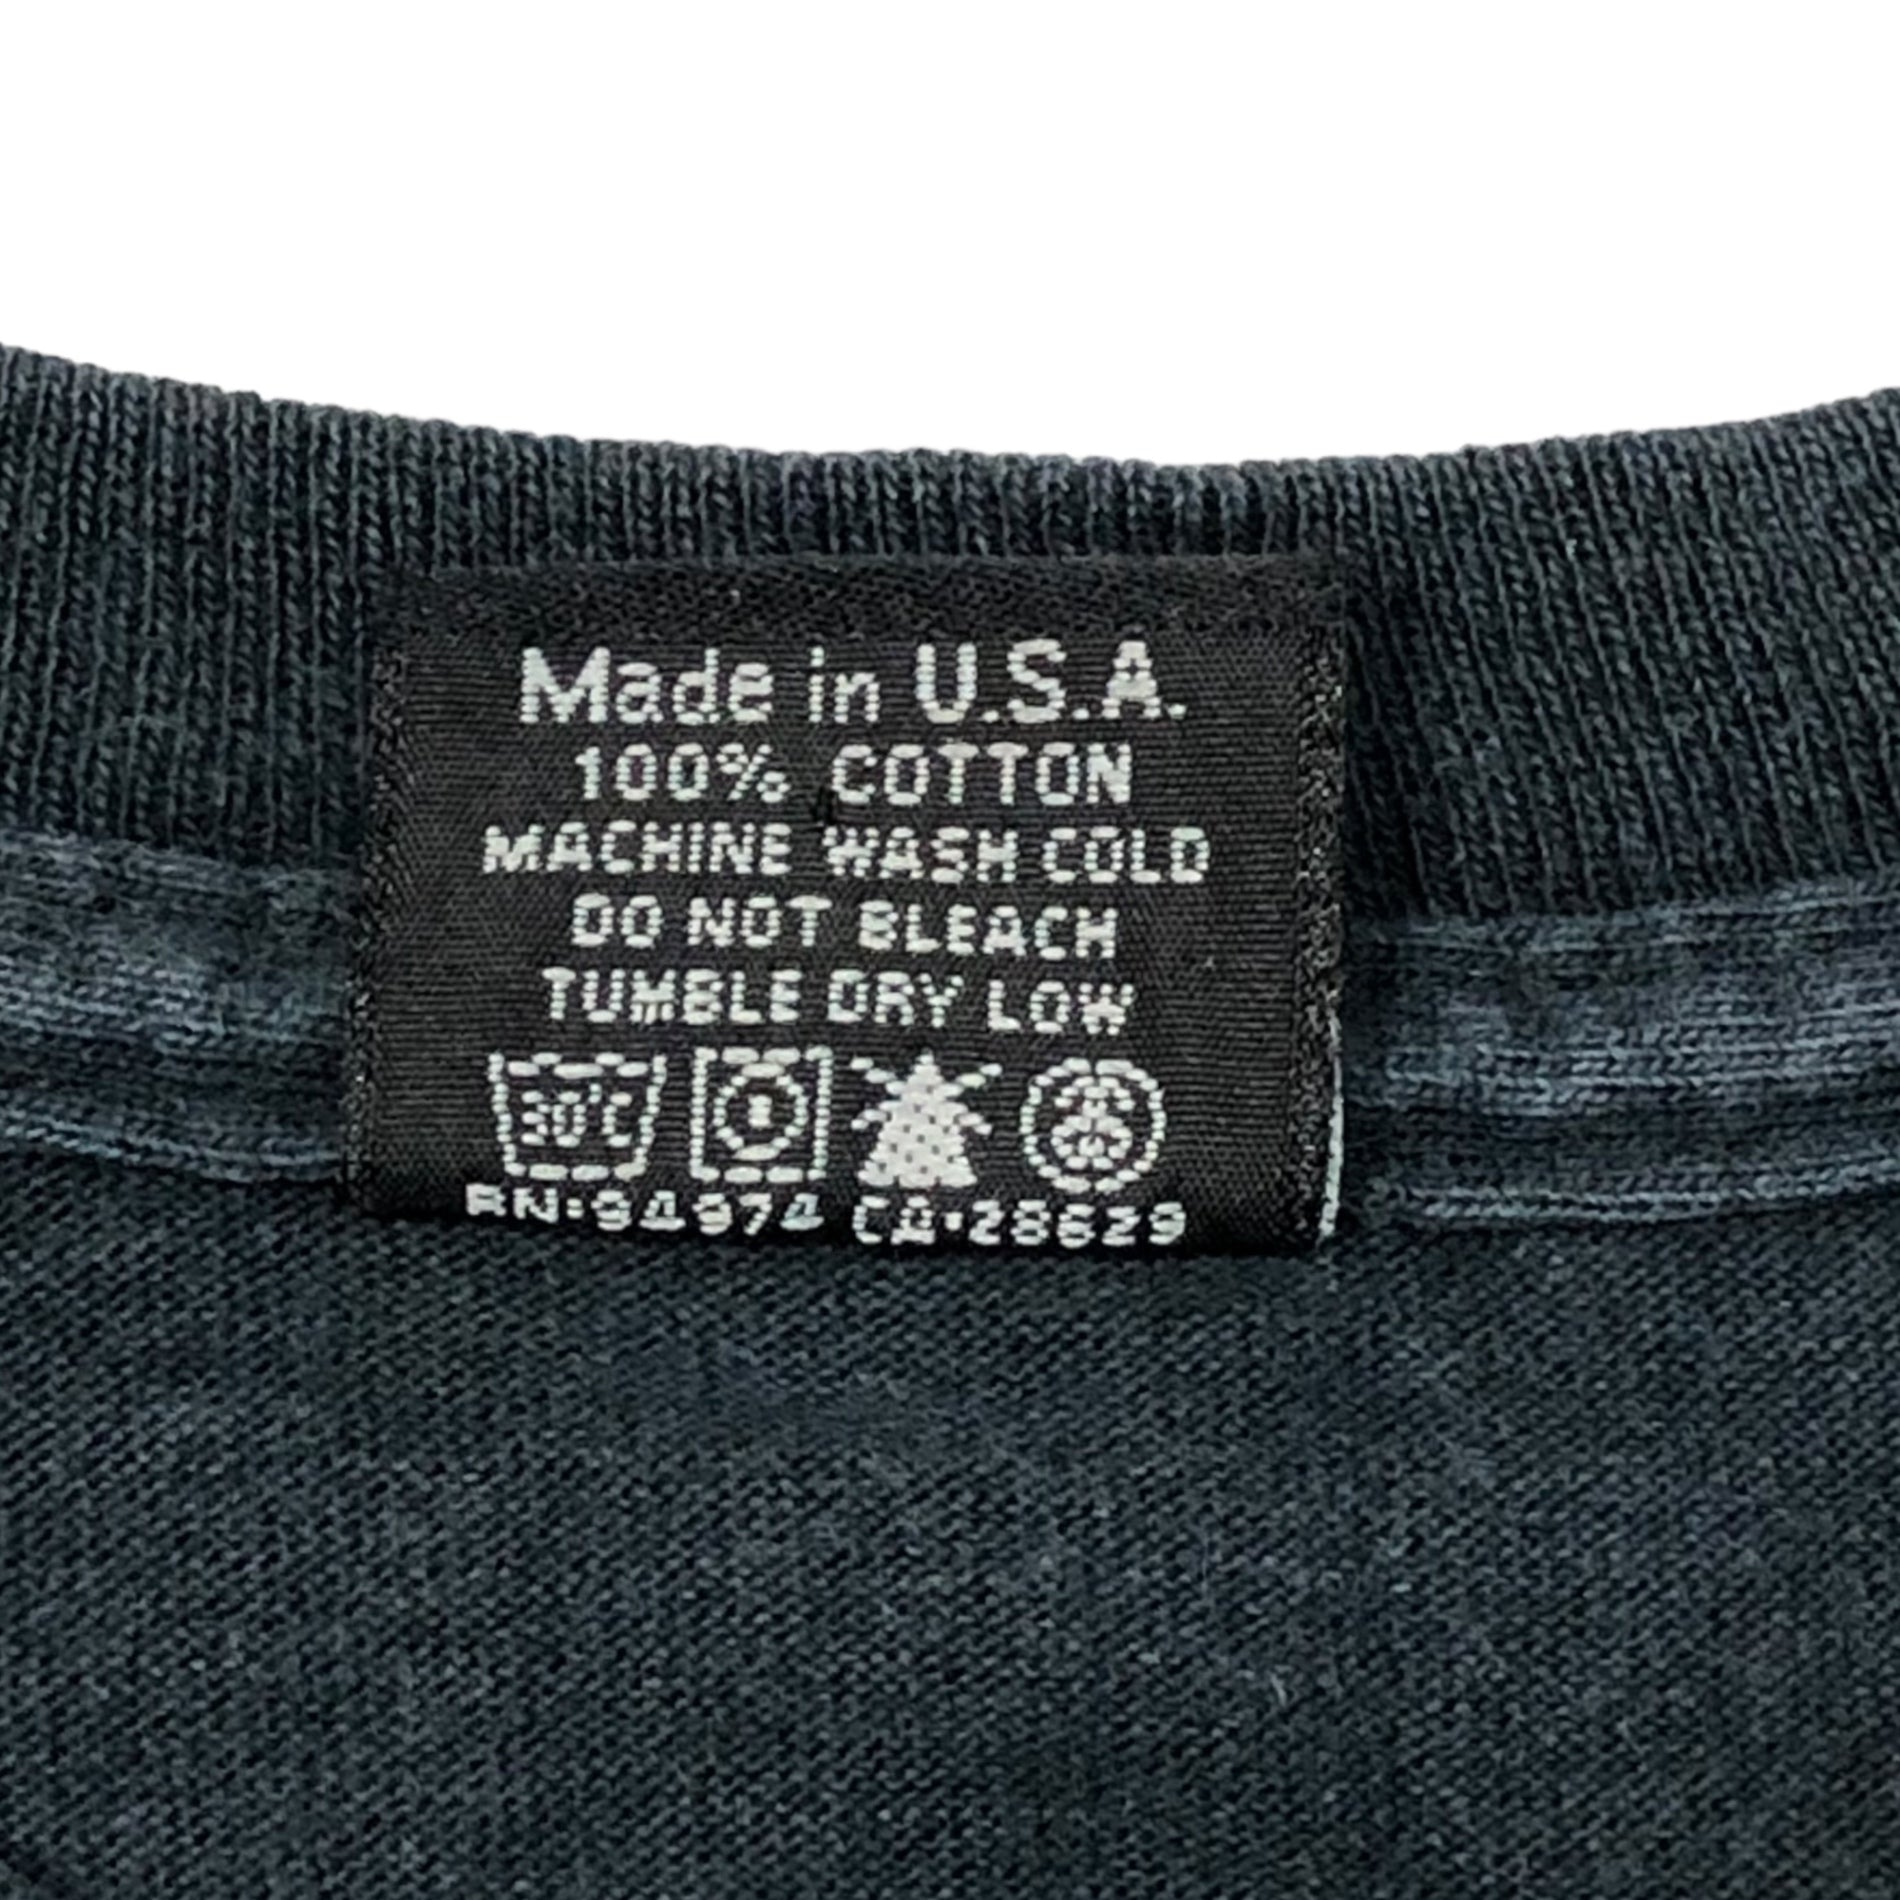 Made in U.S.A.
100% COTTON
MACHINE WASH COLD
DO NOT BLEACH
TUMBLE DRY LOW
30°C
RN:94974 CA:28629